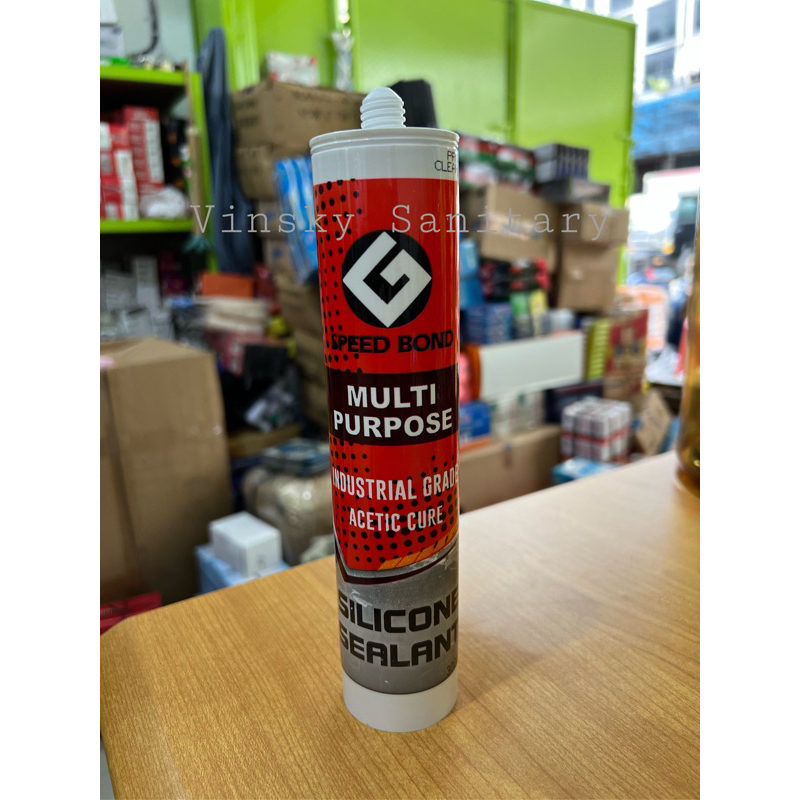 Vinsky Sanitary
SPEED BOND
MULTI
PURPOSE
INDUSTRIAL GRADE
ACETIC CURE
SILICONE
SEALANT